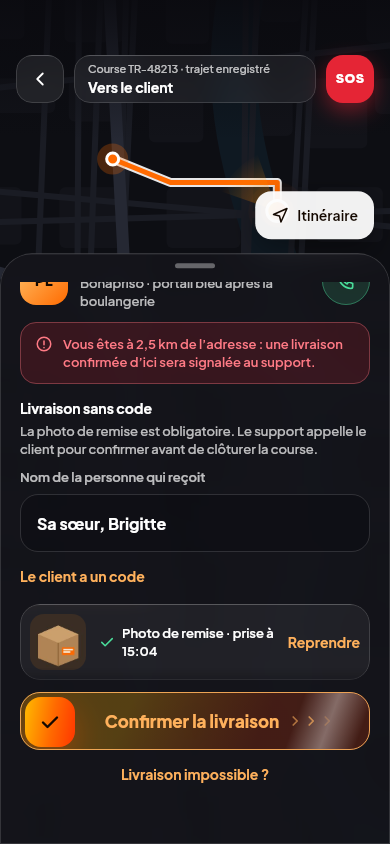 Course TR-48213 · trajet enregistré
Vers le client
SOS
Itinéraire
Bonapriso · portail bleu après la
boulangerie
Vous êtes à 2,5 km de l'adresse : une livraison
confirmée d'ici sera signalée au support.
Livraison sans code
La photo de remise est obligatoire. Le support appelle le
client pour confirmer avant de clôturer la course.
Nom de la personne qui reçoit
Sa sœur, Brigitte
Le client a un code
Photo de remise · prise à
15:04
Reprendre
Confirmer la livraison
Livraison impossible ?